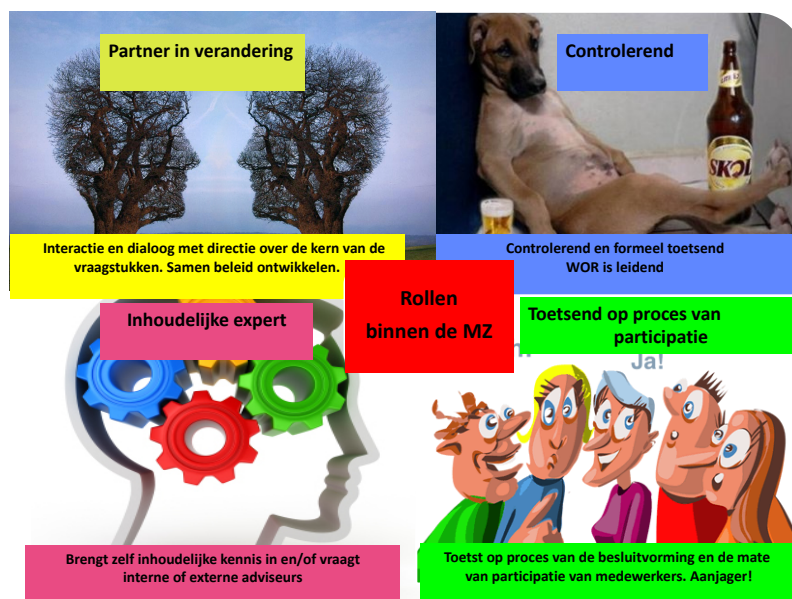 Partner in verandering
Controlerend
SKOL
Interactie en dialoog met directie over de kern van de
vraagstukken. Samen beleid ontwikkelen.
Controlerend en formeel toetsend
WOR is leidend
Rollen
binnen de MZ
Inhoudelijke expert
Toetsend op proces van
participatie
Ja!
Brengt zelf inhoudelijke kennis in en/of vraagt
interne of externe adviseurs
Toetst op proces van de besluitvorming en de mate
van participatie van medewerkers. Aanjager!